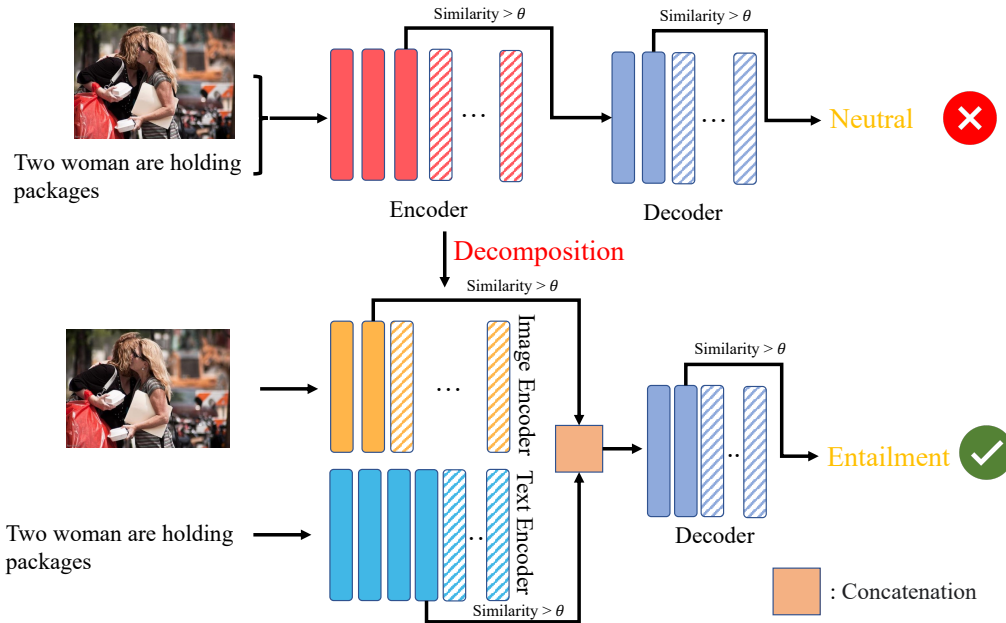 Similarity > θ
Similarity > θ
...
...
Neutral
Two woman are holding
packages
Encoder
Decoder
Decomposition
Similarity > θ
Image Encoder
...
Similarity > θ
..
Entailment
Text Encoder
..
Two woman are holding
packages
Decoder
Similarity > θ
: Concatenation